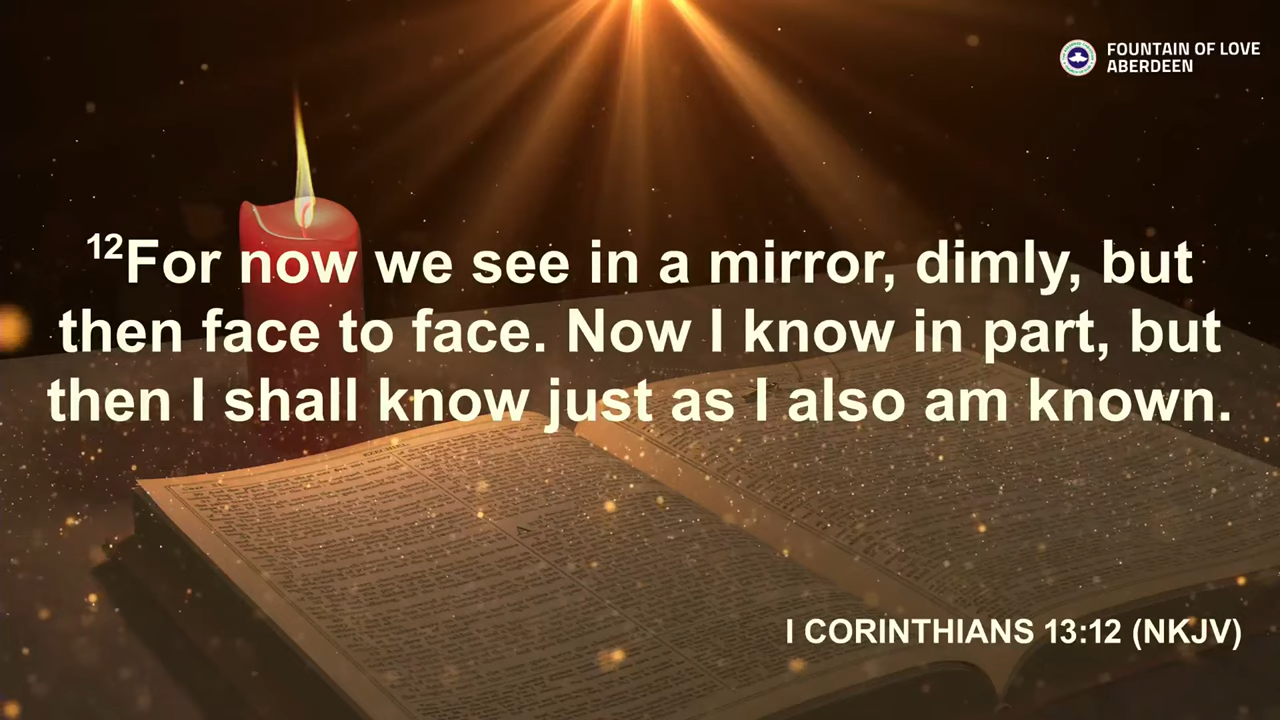 FOUNTAIN OF LOVE
ABERDEEN
12For now we see in a mirror, dimly, but
then face to face. Now I know in part, but
then I shall know just as I also am known.
I CORINTHIANS 13:12 (NKJV)